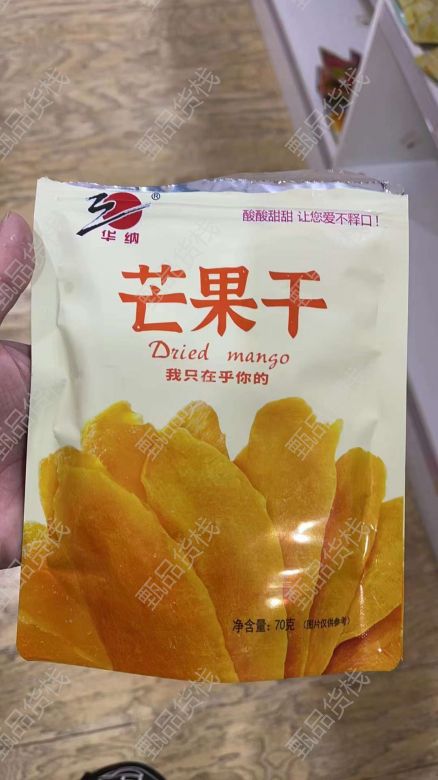 酸酸甜甜 让您爱不释口!
®
华纳
芒果干
Dried mango
我只在乎你的
净含量: 70克 (图片仅供参考)
甄品货栈